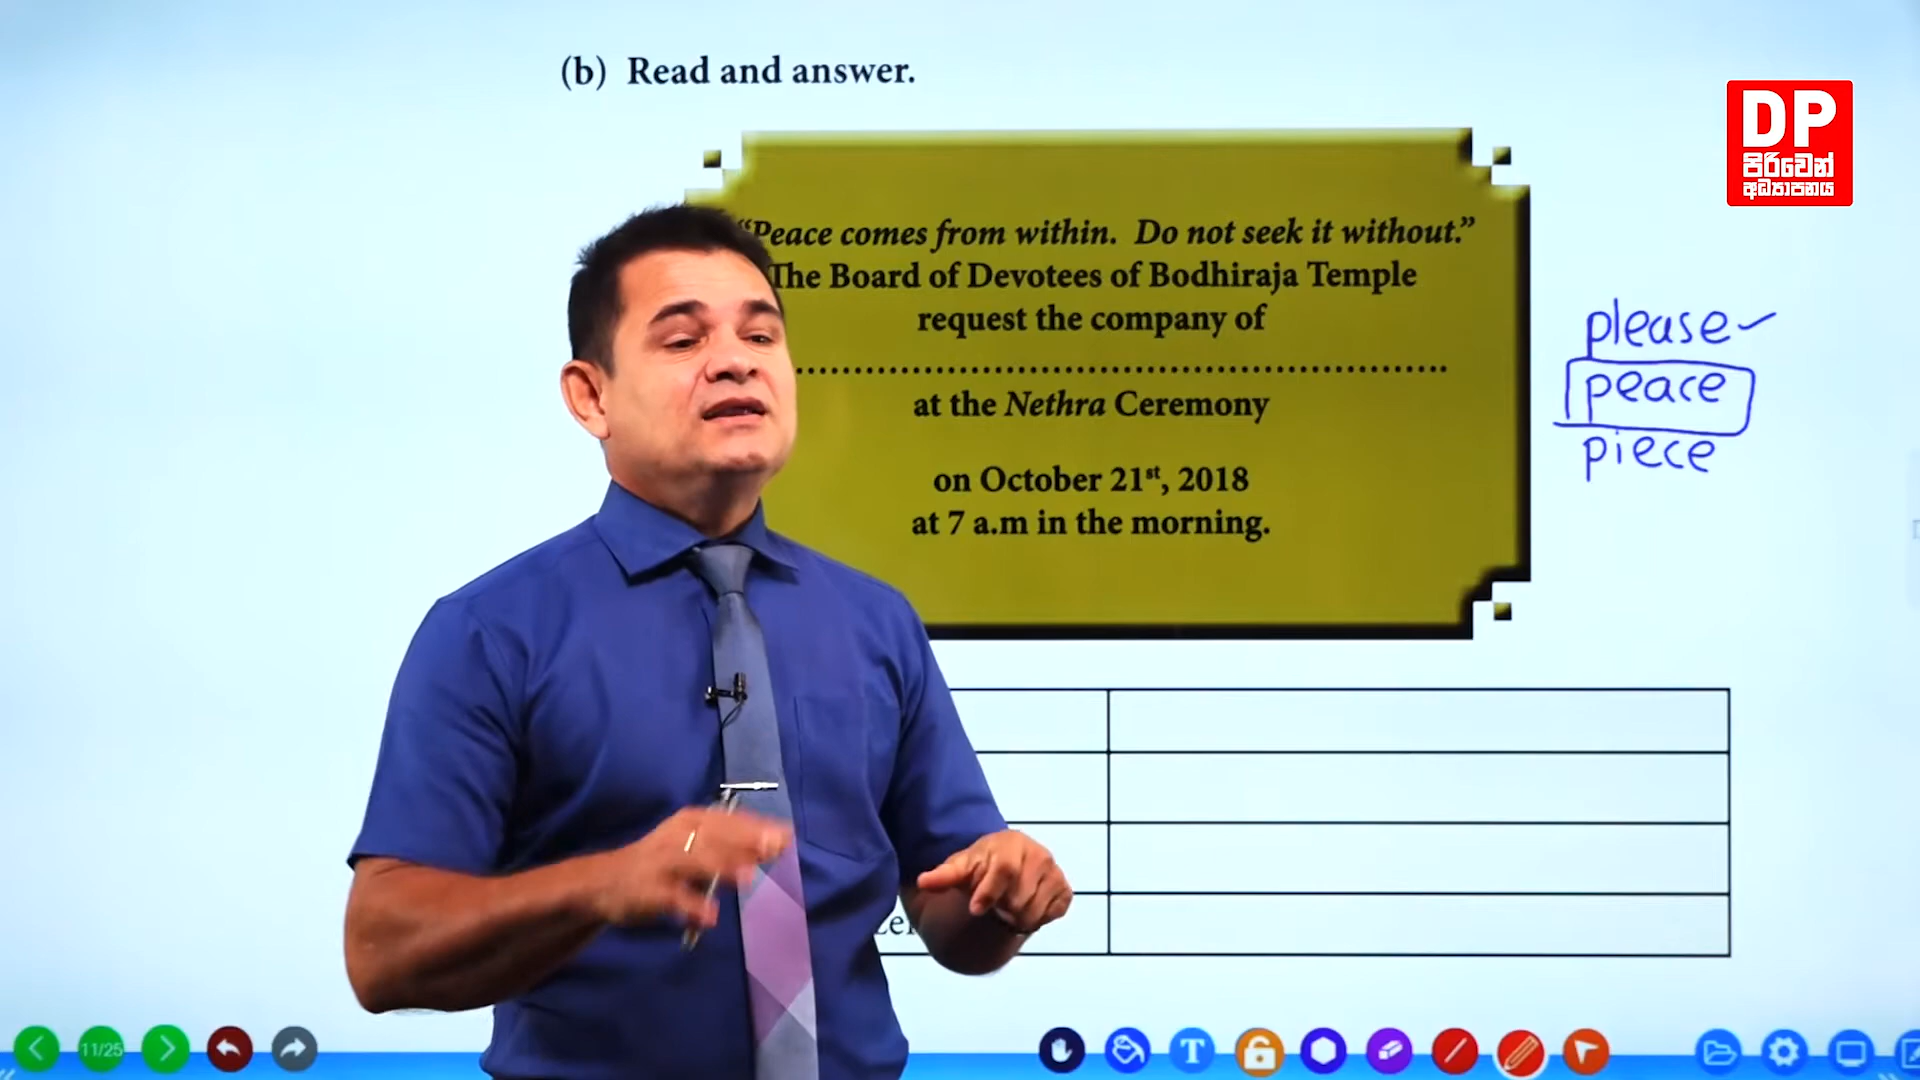 (b) Read and answer.
DP
පිරිවෙන්
අධ්‍යාපනය
“Peace comes from within. Do not seek it without.”
The Board of Devotees of Bodhiraja Temple
request the company of
at the Nethra Ceremony
on October 21st, 2018
at 7 a.m in the morning.
please
peace
piece
11/25
T